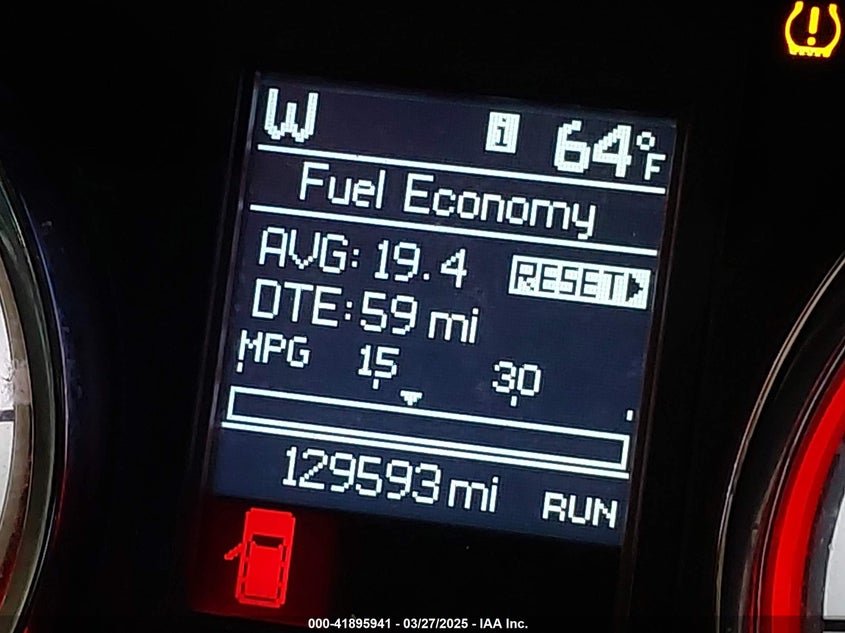 W i 64°F
Fuel Economy
AVG: 19.4 RESET
DTE: 59 mi
MPG 15 30
129593 mi RUN
000-41895941 - 03/27/2025 - IAA Inc.